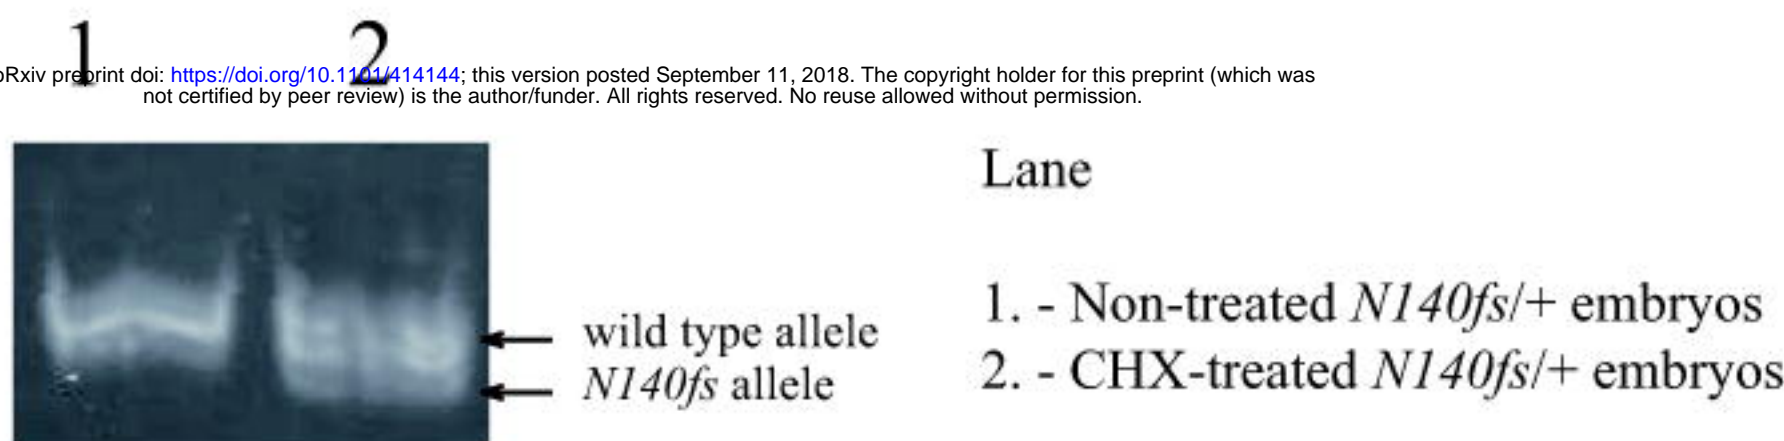 1 2
oRxiv preprint doi: https://doi.org/10.1101/414144; this version posted September 11, 2018. The copyright holder for this preprint (which was
not certified by peer review) is the author/funder. All rights reserved. No reuse allowed without permission.
Lane
wild type allele
N140fs allele
1. - Non-treated N140fs/+ embryos
2. - CHX-treated N140fs/+ embryos